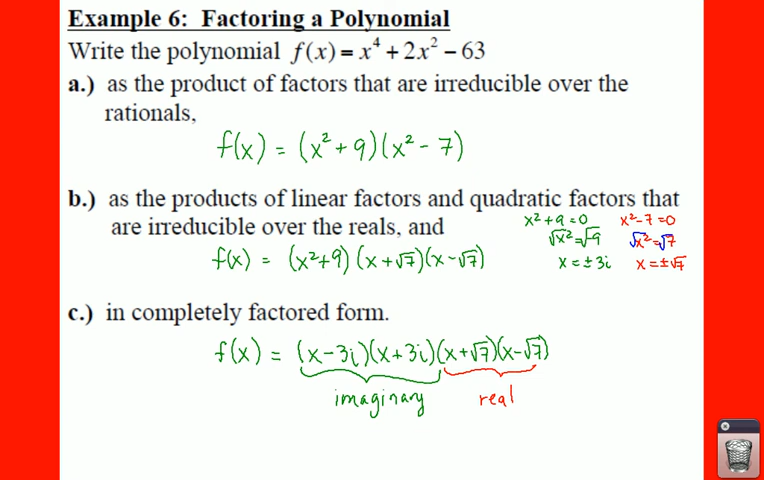 Example 6: Factoring a Polynomial
Write the polynomial f(x) = x⁴ + 2x² − 63
a.) as the product of factors that are irreducible over the
rationals,
f(x) = (x² + 9)(x² − 7)
b.) as the products of linear factors and quadratic factors that
are irreducible over the reals, and
x² + 9 = 0
√x² = √-9
x = ± 3i
x² − 7 = 0
√x² = √7
x = ± √7
f(x) = (x² + 9)(x + √7)(x − √7)
c.) in completely factored form.
f(x) = (x − 3i)(x + 3i)(x + √7)(x − √7)
imaginary real